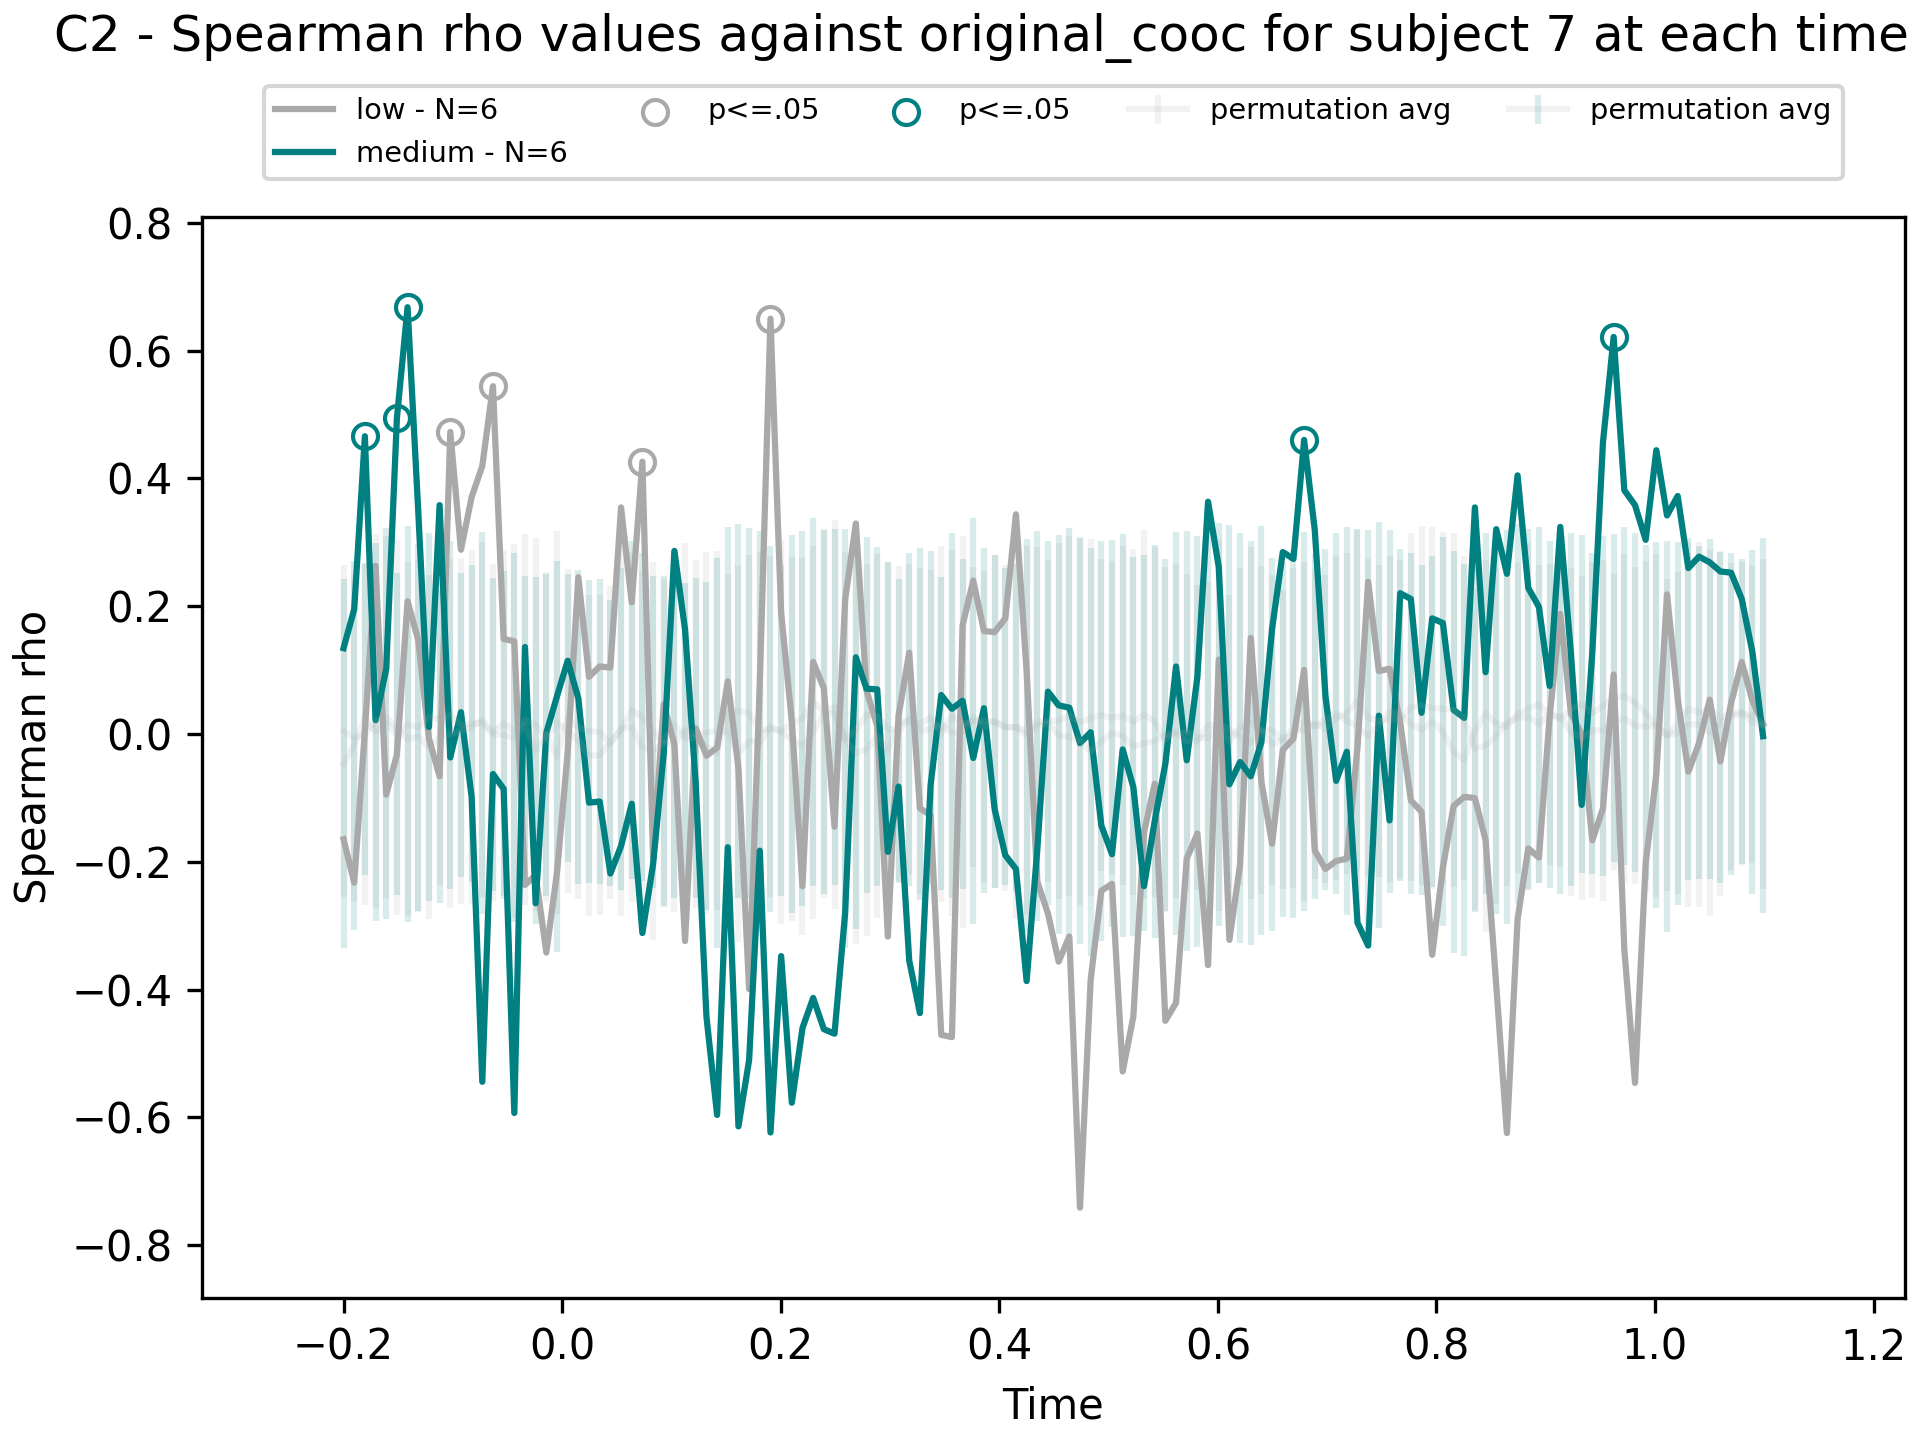 C2 - Spearman rho values against original_cooc for subject 7 at each time
low - N=6
medium - N=6
p<=.05
p<=.05
permutation avg
permutation avg
Spearman rho
0.8
0.6
0.4
0.2
0.0
−0.2
−0.4
−0.6
−0.8
−0.2
0.0
0.2
0.4
0.6
0.8
1.0
1.2
Time